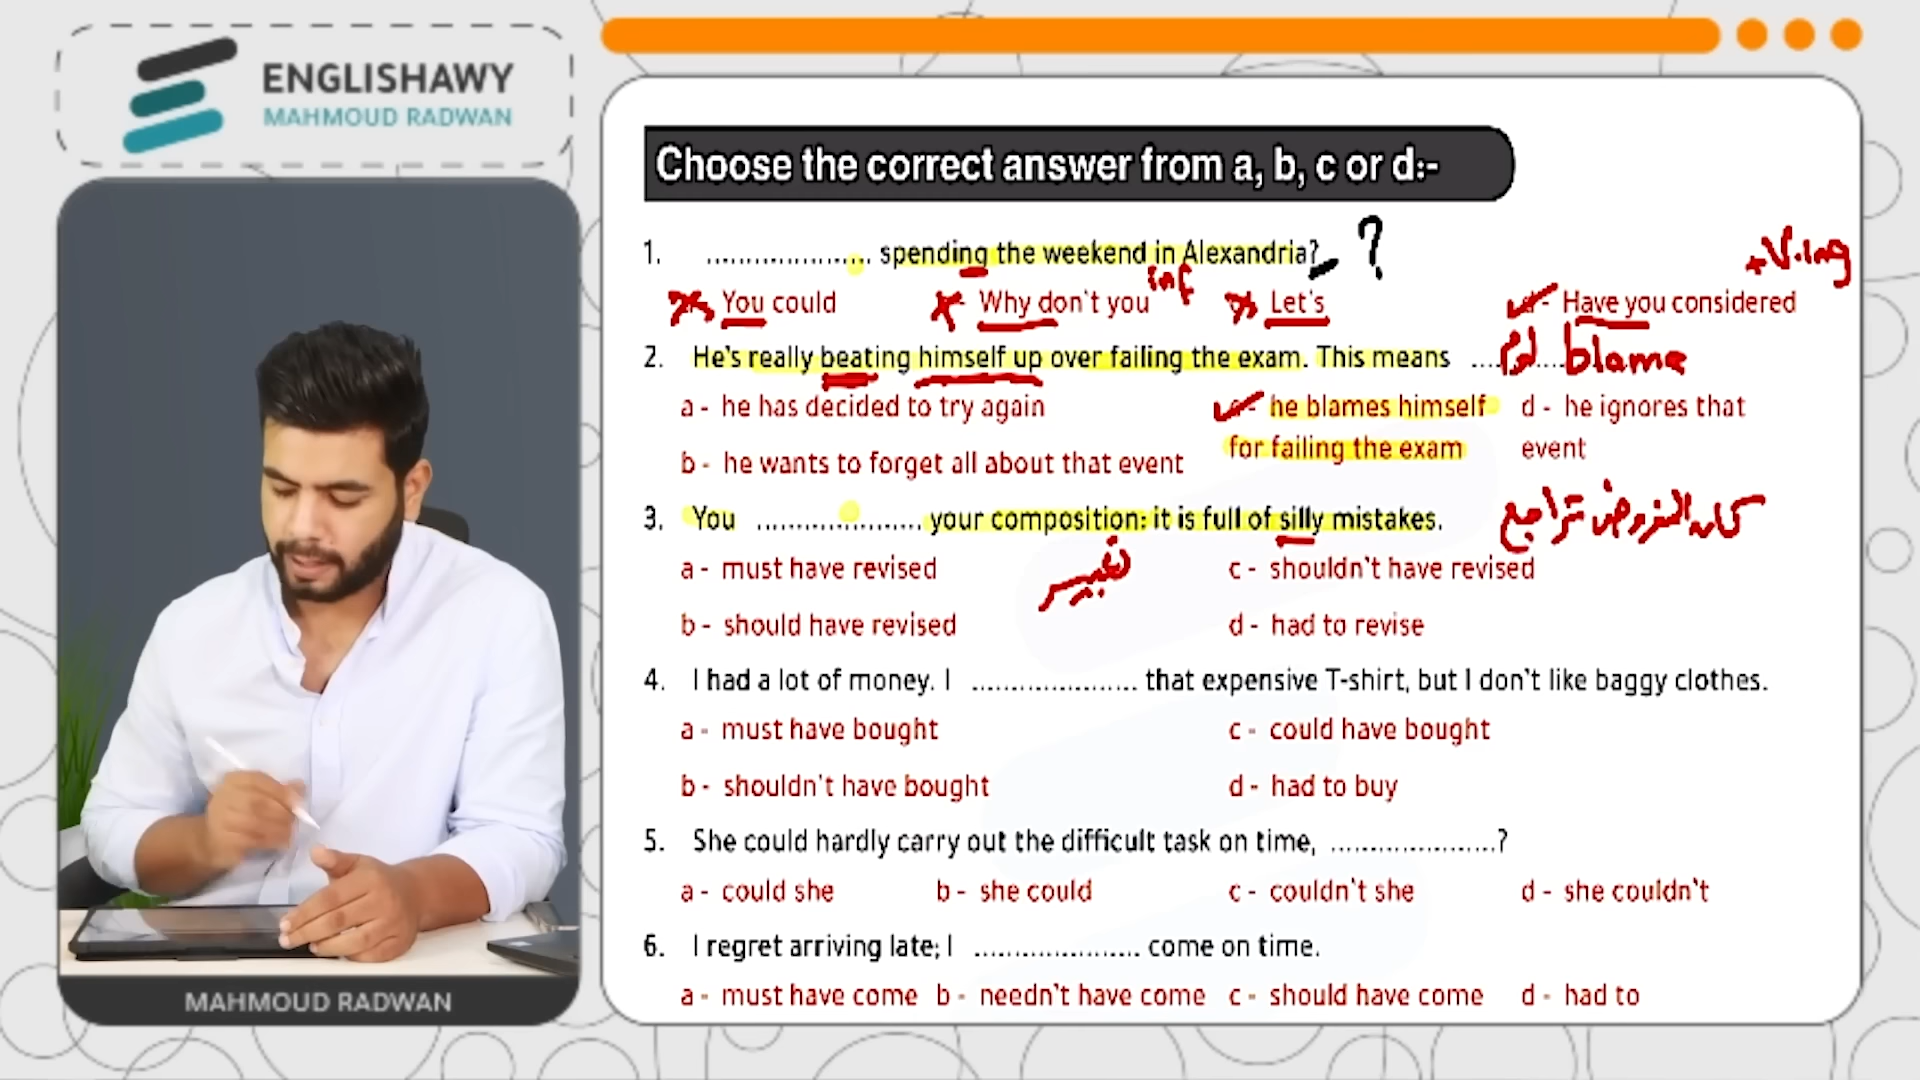 ENGLISHAWY
MAHMOUD RADWAN
Choose the correct answer from a, b, c or d:-
1. ..................... spending the weekend in Alexandria? ?
+V.ing
inf
You could Why don't you Let's d - Have you considered
2. He's really beating himself up over failing the exam. This means ..................... لوم blame
a - he has decided to try again
he blames himself for failing the exam
d - he ignores that event
b - he wants to forget all about that event
3. You ..................... your composition: it is full of silly mistakes.
كان المفروض تراجع
a - must have revised c - shouldn't have revised
b - should have revised d - had to revise
4. I had a lot of money. I ..................... that expensive T-shirt, but I don't like baggy clothes.
a - must have bought c - could have bought
b - shouldn't have bought d - had to buy
5. She could hardly carry out the difficult task on time, .....................?
a - could she b - she could c - couldn't she d - she couldn't
6. I regret arriving late; I ..................... come on time.
a - must have come b - needn't have come c - should have come d - had to
MAHMOUD RADWAN